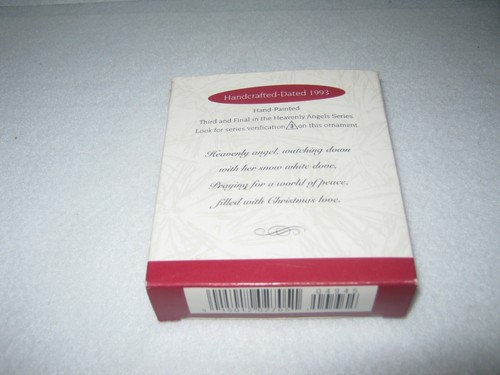 Handcrafted-Dated 1993
Hand-Painted
Third and Final in the Heavenly Angels Series.
Look for series verification 3 on this ornament.
Heavenly angel, watching down
with her snow white dove,
Praying for a world of peace,
filled with Christmas love.
04945